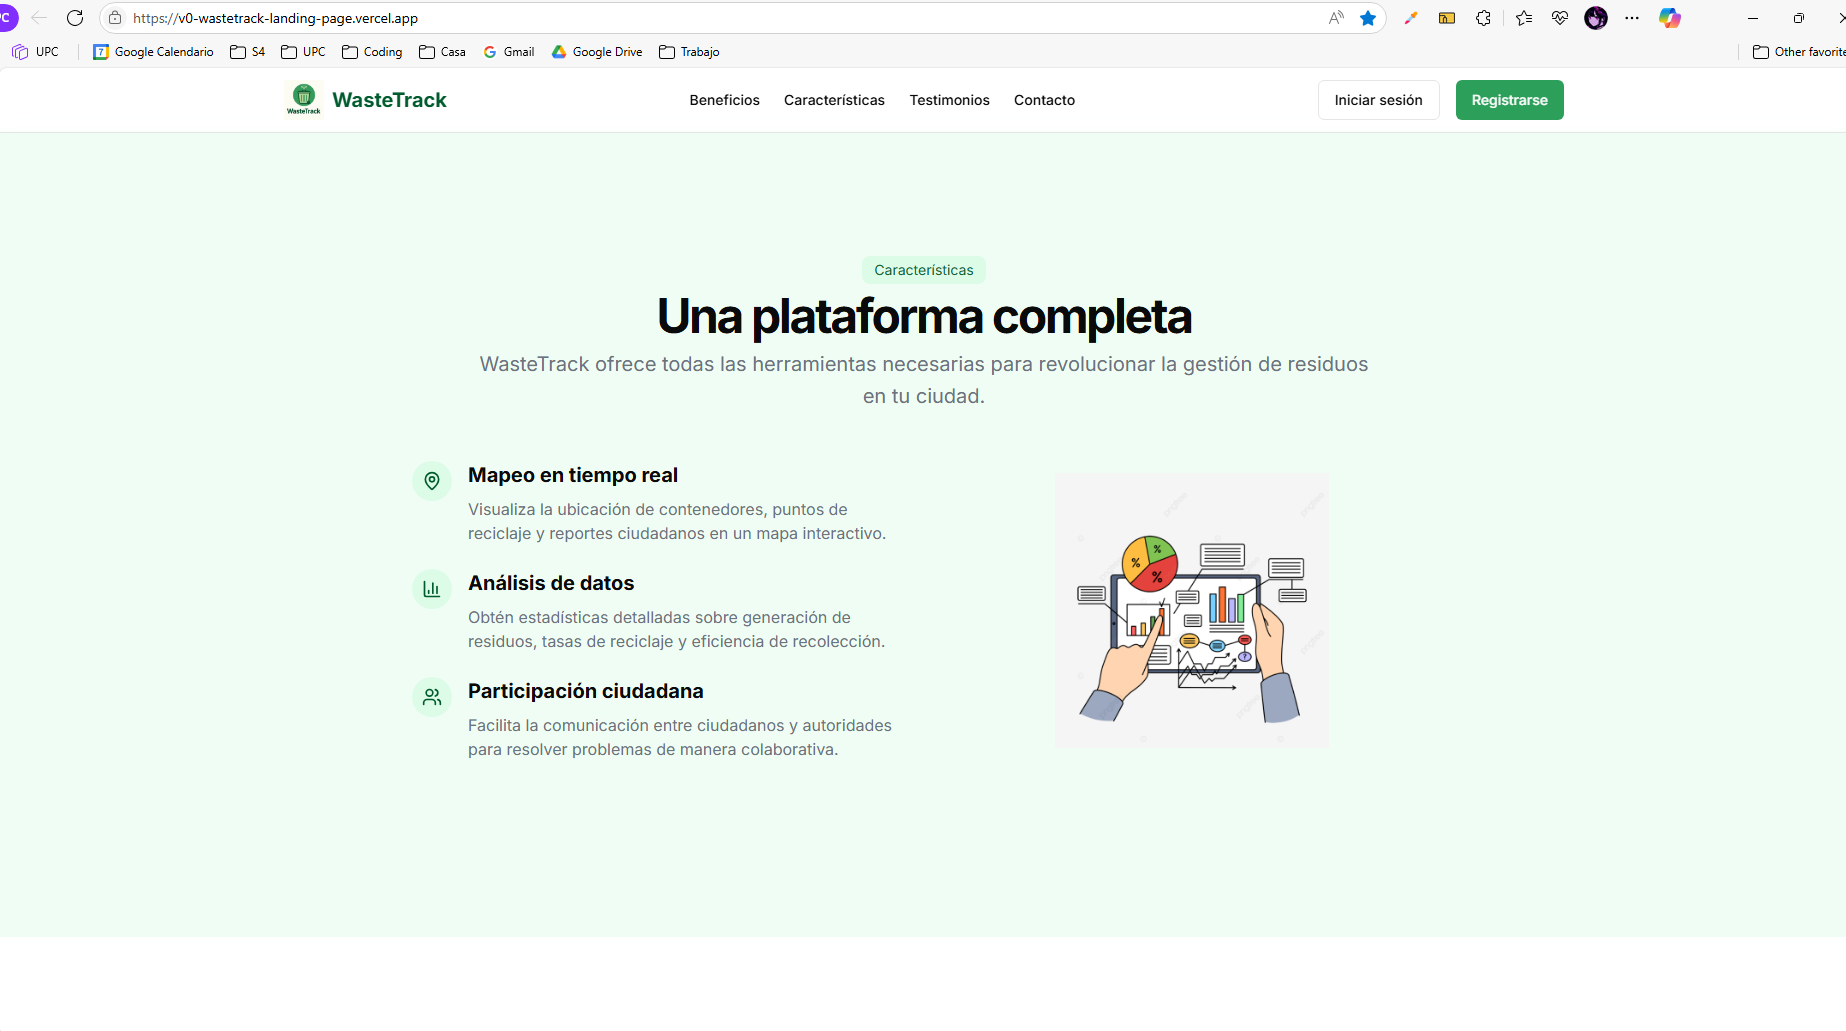 https://v0-wastetrack-landing-page.vercel.app
UPC
Google Calendario
S4
UPC
Coding
Casa
Gmail
Google Drive
Trabajo
Other favorite
WasteTrack
WasteTrack
Beneficios
Características
Testimonios
Contacto
Iniciar sesión
Registrarse
Características
Una plataforma completa
WasteTrack ofrece todas las herramientas necesarias para revolucionar la gestión de residuos
en tu ciudad.
Mapeo en tiempo real
Visualiza la ubicación de contenedores, puntos de
reciclaje y reportes ciudadanos en un mapa interactivo.
Análisis de datos
Obtén estadísticas detalladas sobre generación de
residuos, tasas de reciclaje y eficiencia de recolección.
Participación ciudadana
Facilita la comunicación entre ciudadanos y autoridades
para resolver problemas de manera colaborativa.
% % %